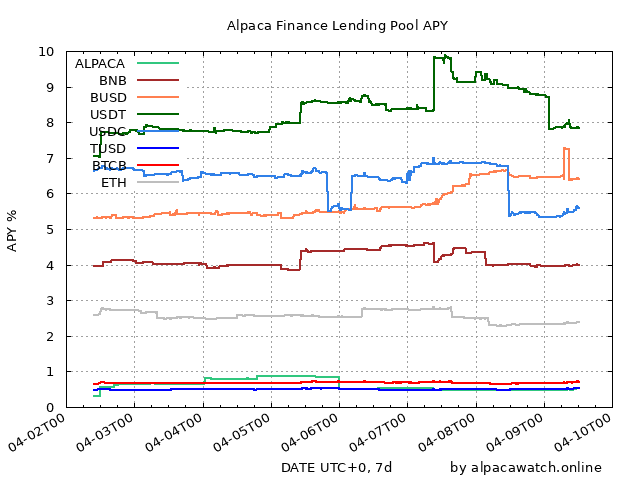 Alpaca Finance Lending Pool APY
10
9
8
7
6
5
4
3
2
1
0
APY %
ALPACA
BNB
BUSD
USDT
USDC
TUSD
BTCB
ETH
04-02T00
04-03T00
04-04T00
04-05T00
04-06T00
04-07T00
04-08T00
04-09T00
04-10T00
DATE UTC+0, 7d
by alpacawatch.online